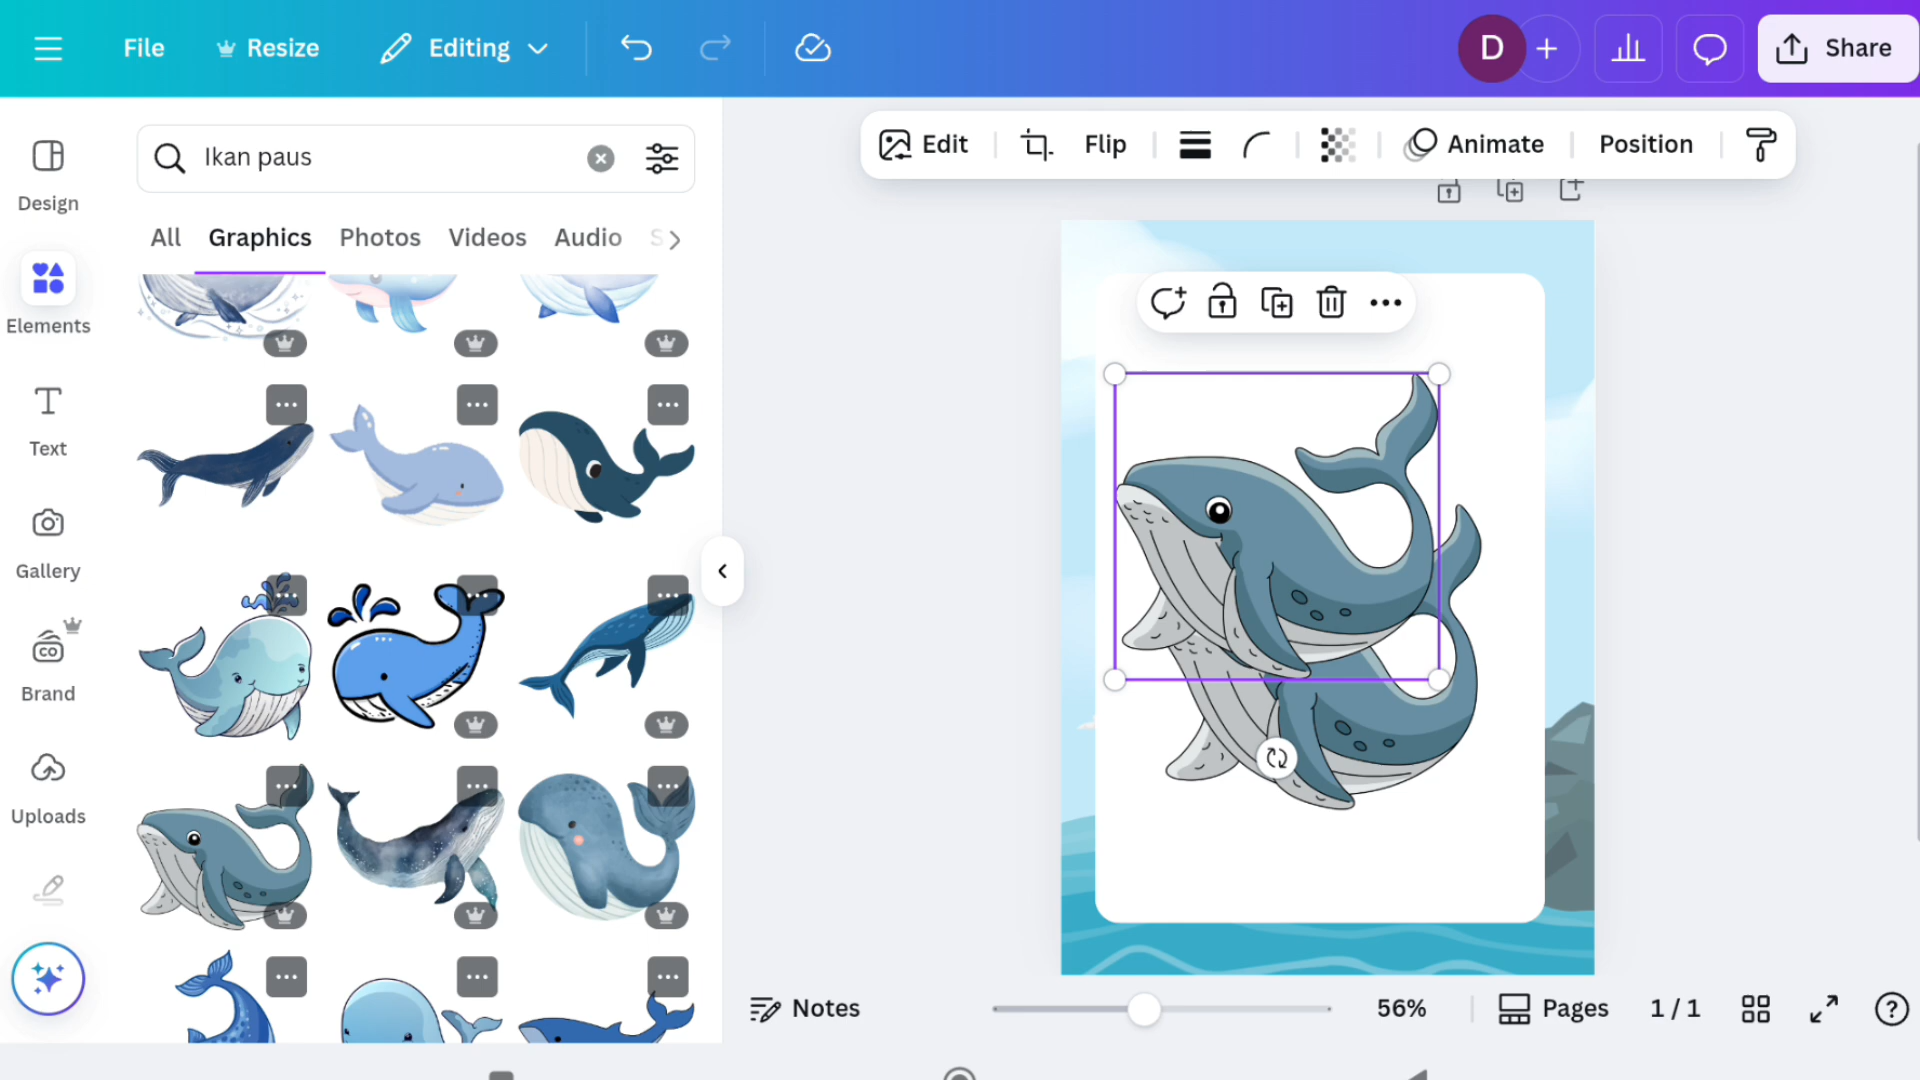 File
Resize
Editing
D
Share
Design
Elements
Text
Gallery
CO
Brand
Uploads
Ikan paus
All
Graphics
Photos
Videos
Audio
S
Edit
Flip
Animate
Position
Notes
56%
Pages
1 / 1